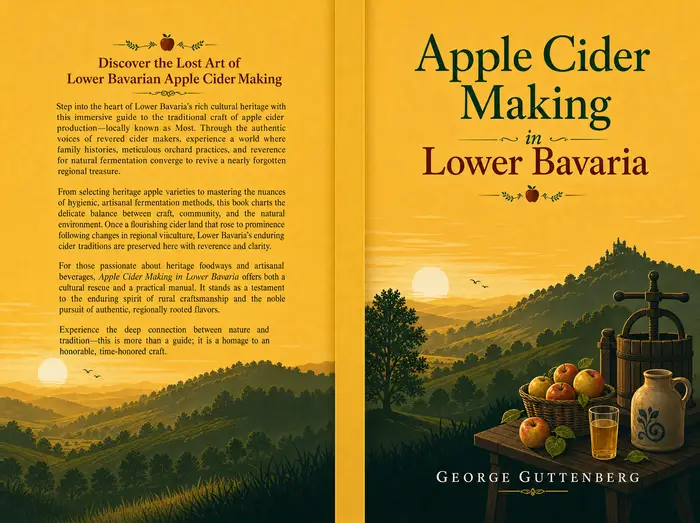 Discover the Lost Art of
Lower Bavarian Apple Cider Making
Step into the heart of Lower Bavaria's rich cultural heritage with
this immersive guide to the traditional craft of apple cider
production—locally known as Most. Through the authentic
voices of revered cider makers, experience a world where
family histories, meticulous orchard practices, and reverence
for natural fermentation converge to revive a nearly forgotten
regional treasure.
From selecting heritage apple varieties to mastering the nuances
of hygienic, artisanal fermentation methods, this book charts the
delicate balance between craft, community, and the natural
environment. Once a flourishing cider land that rose to prominence
following changes in regional viticulture, Lower Bavaria's enduring
cider traditions are preserved here with reverence and clarity.
For those passionate about heritage foodways and artisanal
beverages, Apple Cider Making in Lower Bavaria offers both a
cultural rescue and a practical manual. It stands as a testament
to the enduring spirit of rural craftsmanship and the noble
pursuit of authentic, regionally rooted flavors.
Experience the deep connection between nature and
tradition—this is more than a guide; it is a homage to an
honorable, time-honored craft.
Apple Cider
Making
in
Lower Bavaria
GEORGE GUTTENBERG